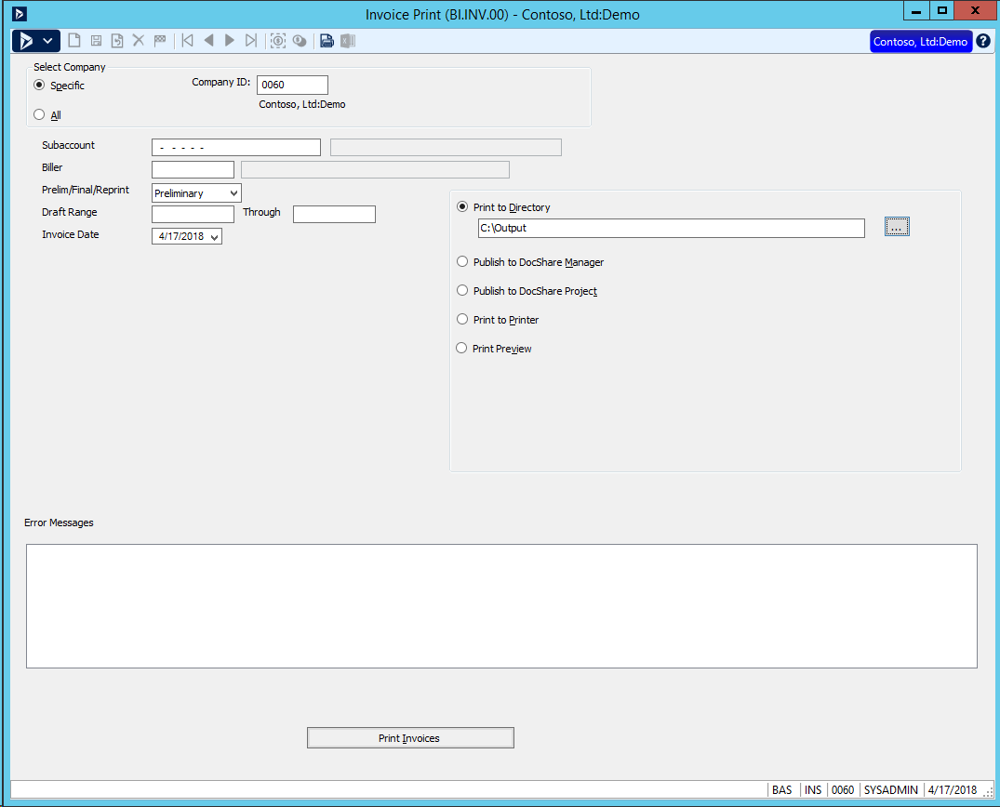 Invoice Print (BI.INV.00) - Contoso, Ltd:Demo
Contoso, Ltd:Demo
Select Company
Specific
Company ID: 0060
Contoso, Ltd:Demo
All
Subaccount - - - - -
Biller
Prelim/Final/Reprint Preliminary
Draft Range Through
Invoice Date 4/17/2018
Print to Directory
C:\Output
...
Publish to DocShare Manager
Publish to DocShare Project
Print to Printer
Print Preview
Error Messages
Print Invoices
BAS INS 0060 SYSADMIN 4/17/2018